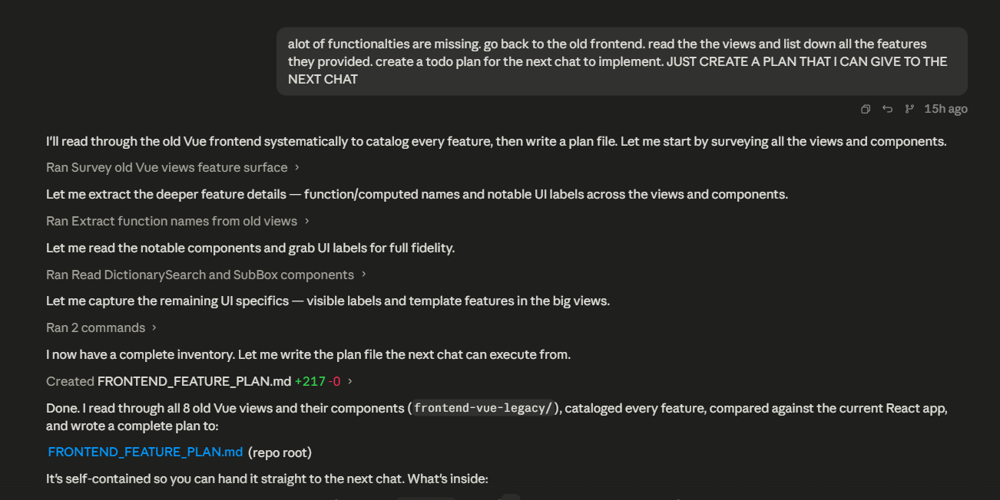 alot of functionalties are missing. go back to the old frontend. read the the views and list down all the features
they provided. create a todo plan for the next chat to implement. JUST CREATE A PLAN THAT I CAN GIVE TO THE
NEXT CHAT
15h ago
I'll read through the old Vue frontend systematically to catalog every feature, then write a plan file. Let me start by surveying all the views and components.
Ran Survey old Vue views feature surface >
Let me extract the deeper feature details — function/computed names and notable UI labels across the views and components.
Ran Extract function names from old views >
Let me read the notable components and grab UI labels for full fidelity.
Ran Read DictionarySearch and SubBox components >
Let me capture the remaining UI specifics — visible labels and template features in the big views.
Ran 2 commands >
I now have a complete inventory. Let me write the plan file the next chat can execute from.
Created FRONTEND_FEATURE_PLAN.md +217 -0 >
Done. I read through all 8 old Vue views and their components (frontend-vue-legacy/), cataloged every feature, compared against the current React app,
and wrote a complete plan to:
FRONTEND_FEATURE_PLAN.md (repo root)
It's self-contained so you can hand it straight to the next chat. What's inside: